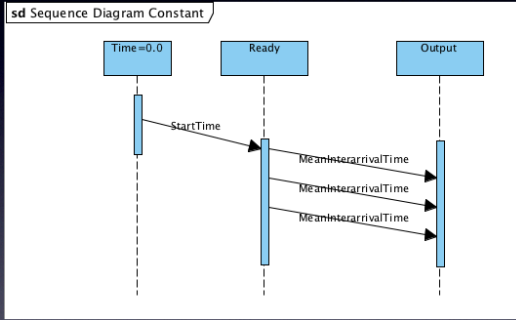 sd Sequence Diagram Constant
Time=0.0
Ready
Output
StartTime
MeanInterarrivalTime
MeanInterarrivalTime
MeanInterarrivalTime